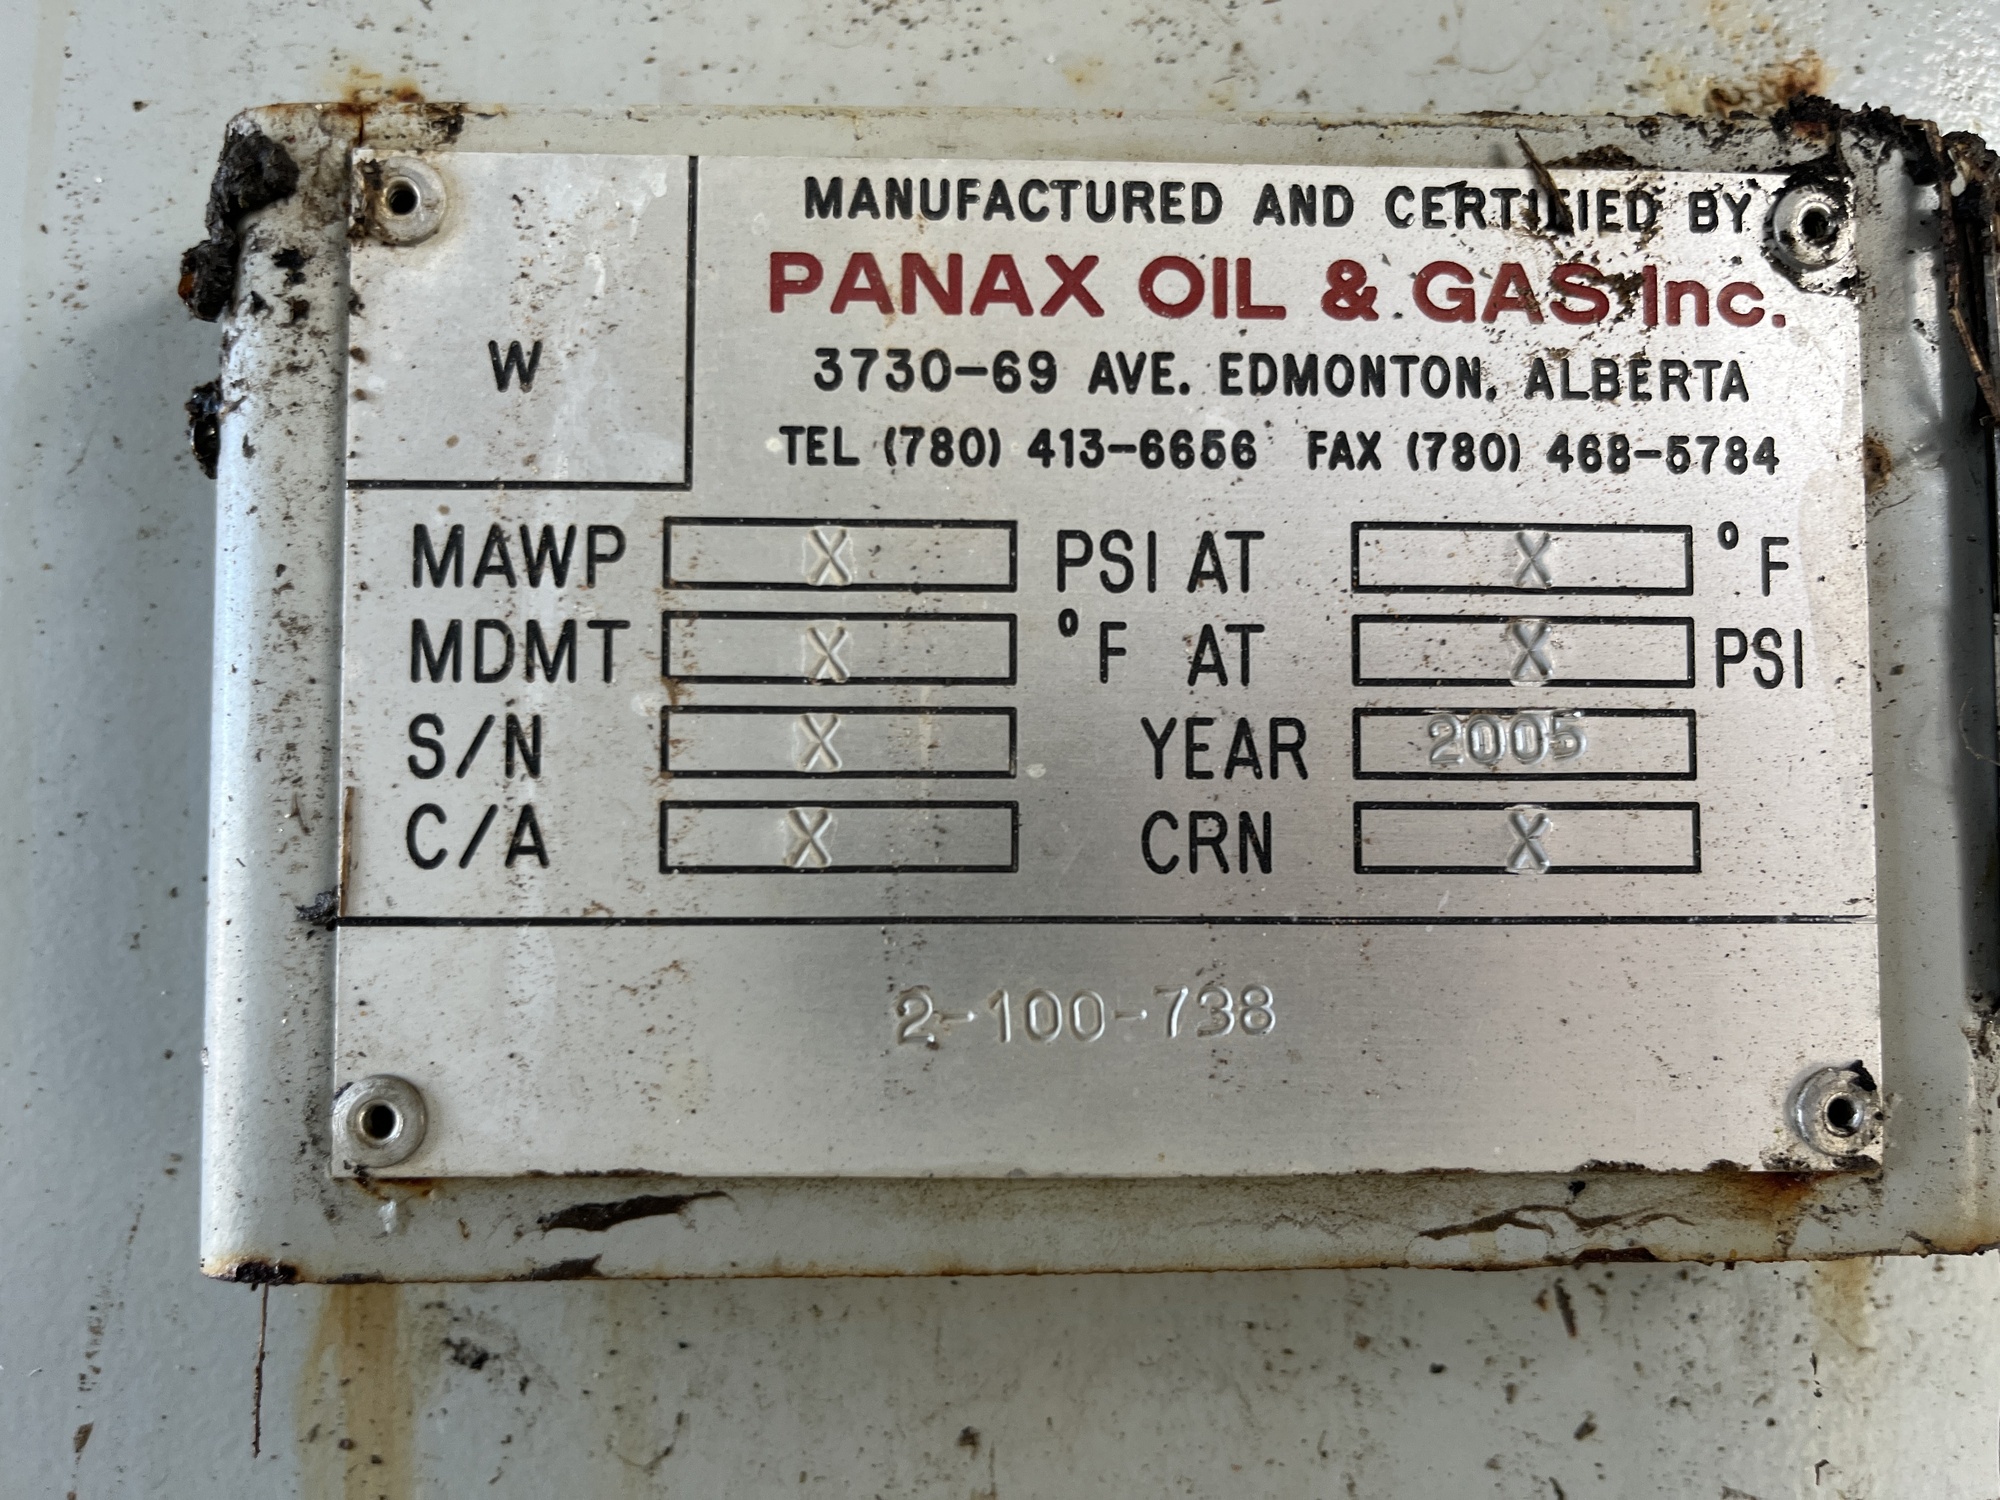 MANUFACTURED AND CERTIFIED BY
PANAX OIL & GAS Inc.
W
3730-69 AVE. EDMONTON, ALBERTA
TEL (780) 413-6656 FAX (780) 468-5784
MAWP X PSI AT X °F
MDMT X °F AT X PSI
S/N X YEAR 2005
C/A X CRN X
2-100-738